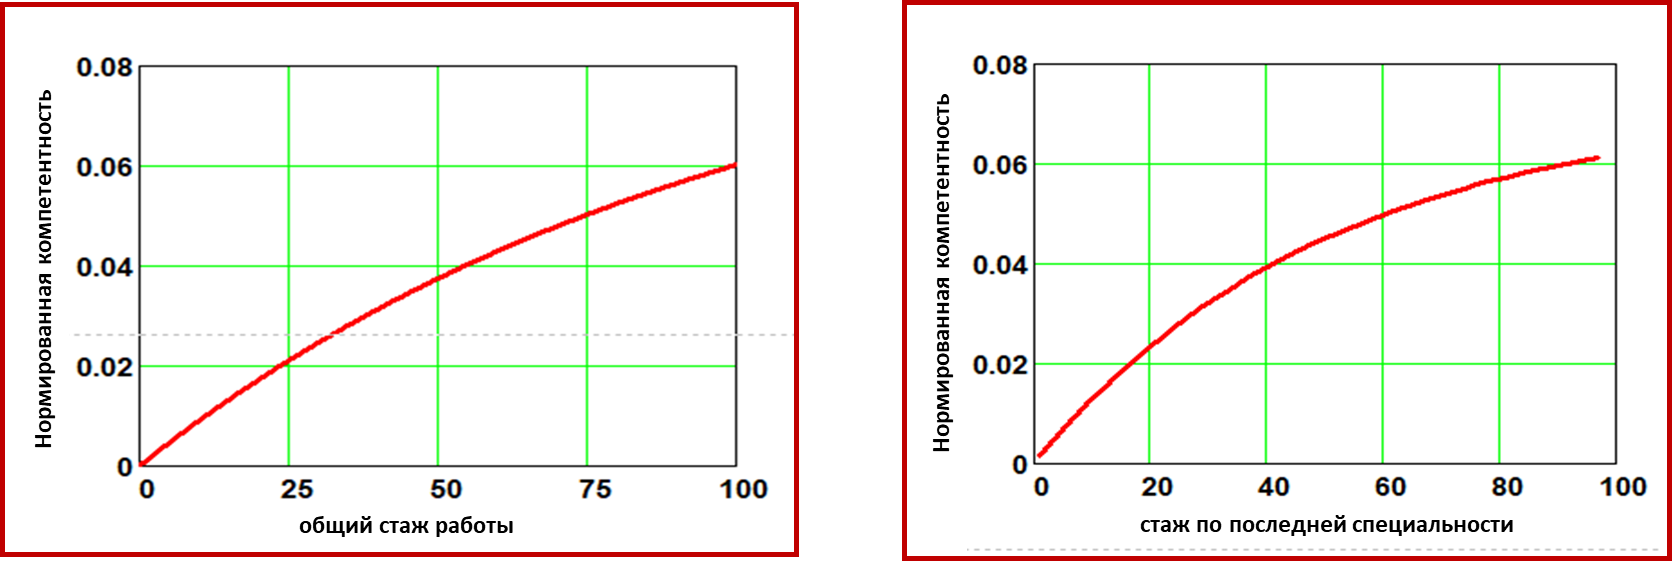 Нормированная компетентность
0.08
0.06
0.04
0.02
0
0 25 50 75 100
общий стаж работы
Нормированная компетентность
0.08
0.06
0.04
0.02
0
0 20 40 60 80 100
стаж по последней специальности